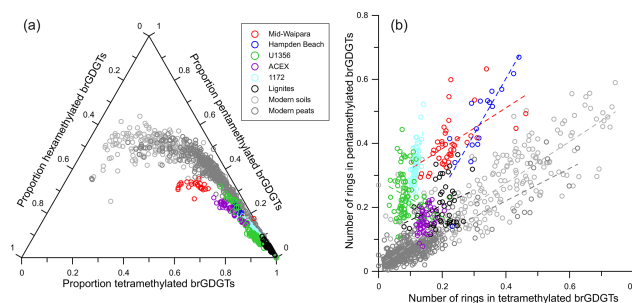 (a)
0 1
0.2 0.8
0.4 0.6
0.6 0.4
0.8 0.2
1 0
0 0.2 0.4 0.6 0.8 1
Proportion hexamethylated brGDGTs
Proportion pentamethylated brGDGTs
Proportion tetramethylated brGDGTs
Mid-Waipara
Hampden Beach
U1356
ACEX
1172
Lignites
Modern soils
Modern peats
(b)
0.8
0.6
0.4
0.2
0
0 0.2 0.4 0.6 0.8
Number of rings in pentamethylated brGDGTs
Number of rings in tetramethylated brGDGTs